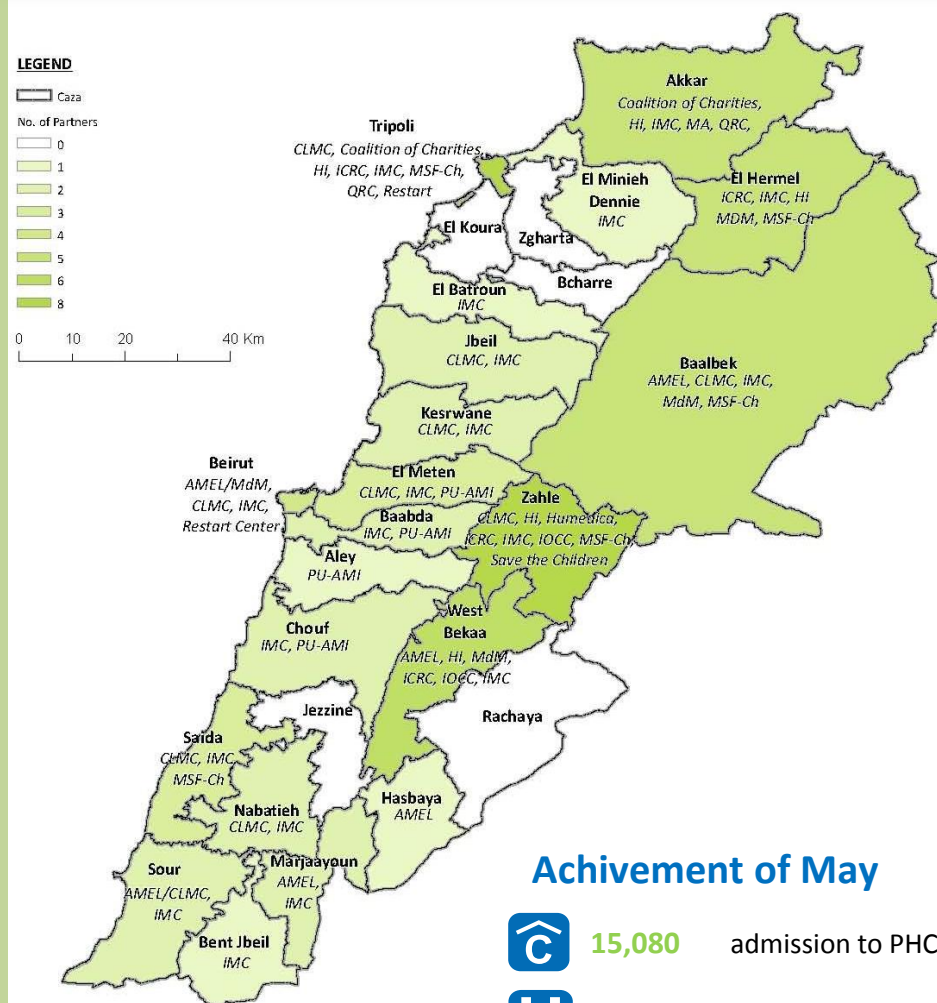 LEGEND
Caza
No. of Partners
0
1
2
3
4
5
6
8
0 10 20 40 Km
Akkar
Coalition of Charities,
HI, IMC, MA, QRC,
Tripoli
CLMC, Coalition of Charities,
HI, ICRC, IMC, MSF-Ch,
QRC, Restart
El Hermel
ICRC, IMC, HI
MDM, MSF-Ch
El Minieh
Dennie
IMC
El Koura
Zgharta
Bcharre
El Batroun
IMC
Jbeil
CLMC, IMC
Baalbek
AMEL, CLMC, IMC,
MdM, MSF-Ch
Kesrwane
CLMC, IMC
Beirut
AMEL/MdM,
CLMC, IMC,
Restart Center
El Meten
CLMC, IMC, PU-AMI
Zahle
CLMC, HI, Humedica,
ICRC, IMC, IOCC, MSF-Ch,
Save the Children
Baabda
IMC, PU-AMI
Aley
PU-AMI
West
Bekaa
AMEL, HI, MdM,
ICRC, IOCC, IMC
Chouf
IMC, PU-AMI
Jezzine
Rachaya
Saida
CLMC, IMC,
MSF-Ch
Nabatieh
CLMC, IMC
Hasbaya
AMEL
Marjaayoun
AMEL,
IMC
Sour
AMEL/CLMC,
IMC
Bent Jbeil
IMC
Achivement of May
C 15,080 admission to PHC